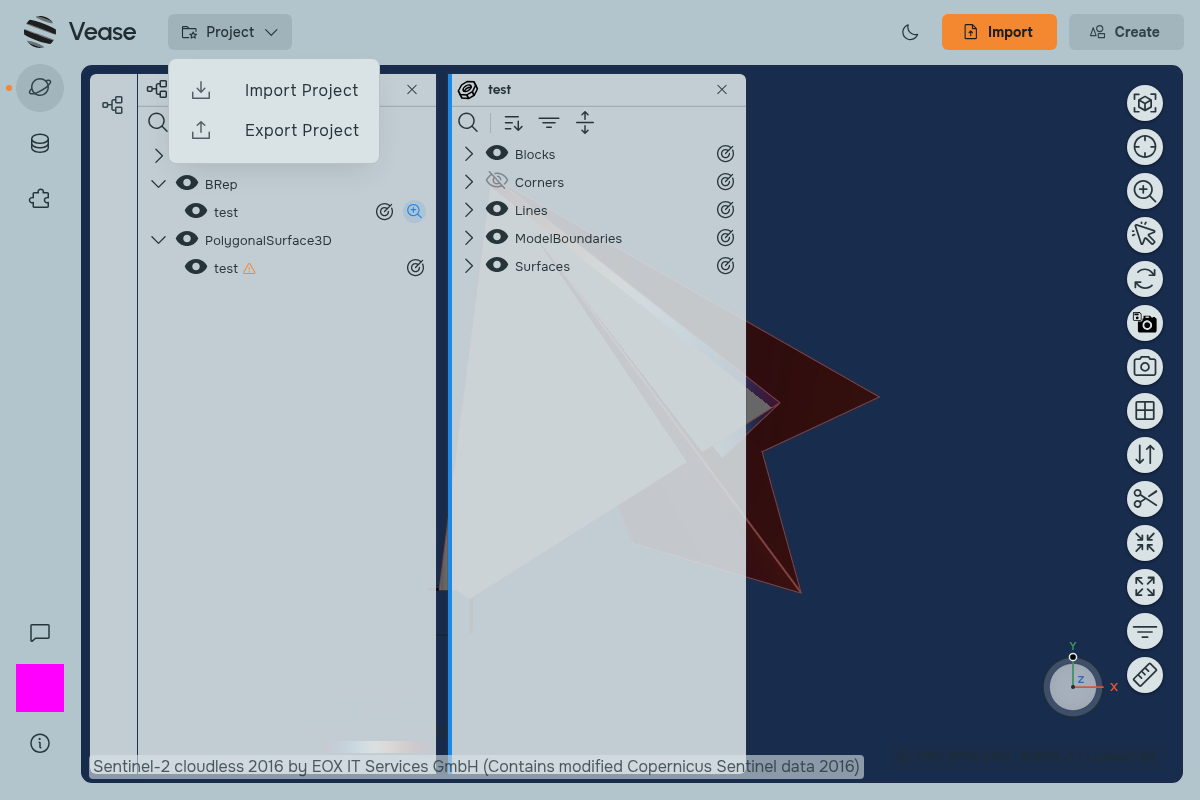 Vease
Project
Import
Create
Import Project
Export Project
test
BRep
test
PolygonalSurface3D
test
Blocks
Corners
Lines
ModelBoundaries
Surfaces
Y
Z
X
Sentinel-2 cloudless 2016 by EOX IT Services GmbH (Contains modified Copernicus Sentinel data 2016)